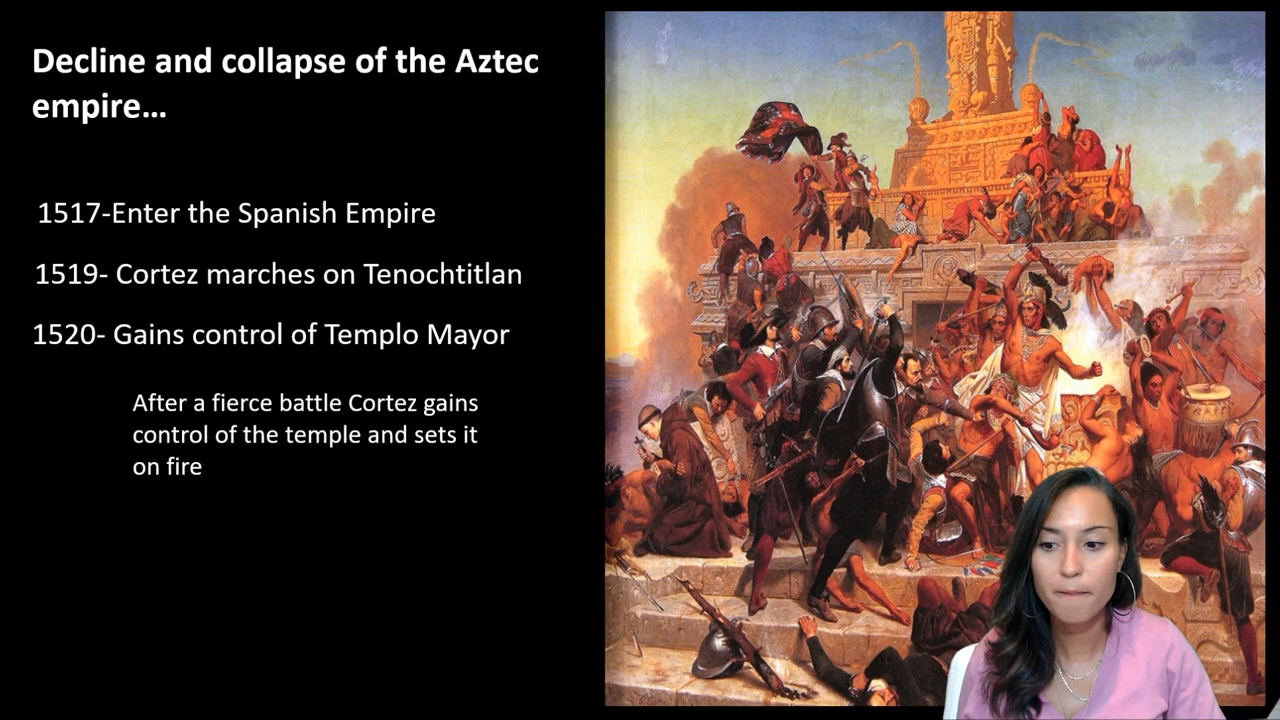 Decline and collapse of the Aztec
empire…
1517-Enter the Spanish Empire
1519- Cortez marches on Tenochtitlan
1520- Gains control of Templo Mayor
After a fierce battle Cortez gains
control of the temple and sets it
on fire